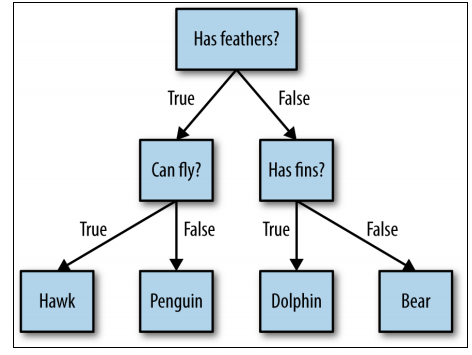 Has feathers?
True
False
Can fly?
Has fins?
True
False
True
False
Hawk
Penguin
Dolphin
Bear